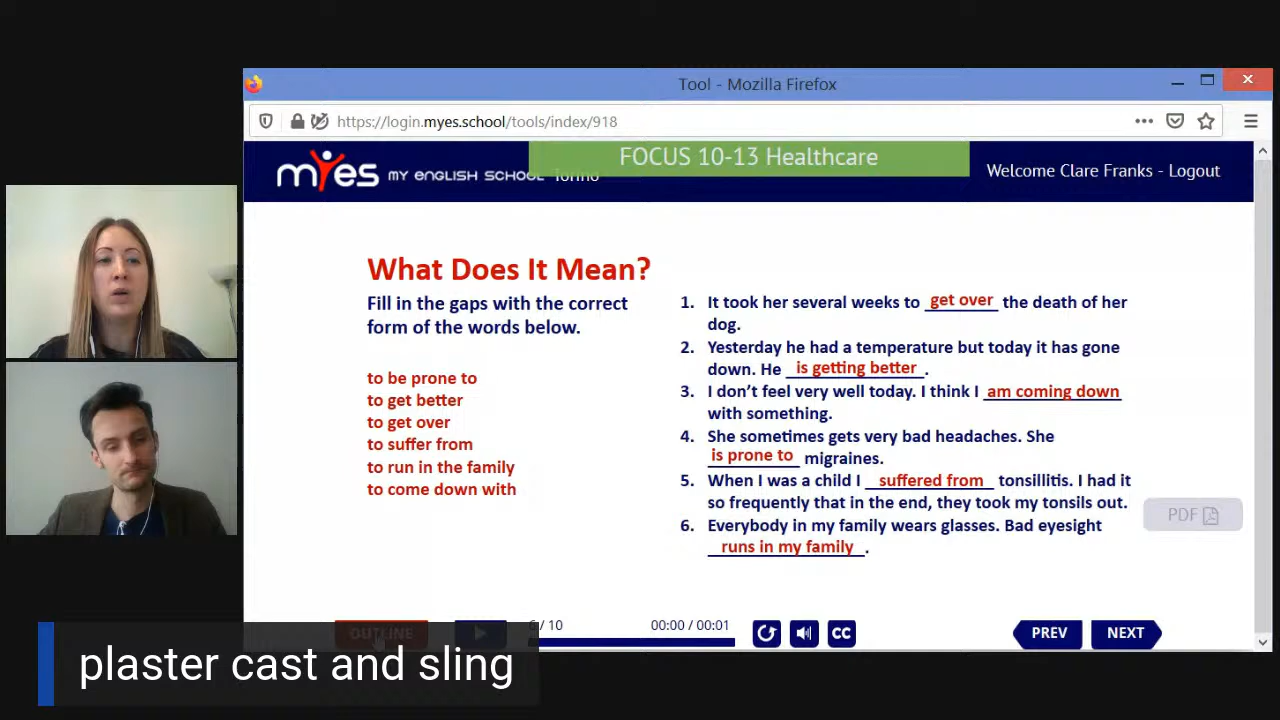 Tool - Mozilla Firefox
https://login.myes.school/tools/index/918
FOCUS 10-13 Healthcare
myes MY ENGLISH SCHOOL Torino
Welcome Clare Franks - Logout
What Does It Mean?
Fill in the gaps with the correct
form of the words below.
to be prone to
to get better
to get over
to suffer from
to run in the family
to come down with
1. It took her several weeks to get over the death of her
dog.
2. Yesterday he had a temperature but today it has gone
down. He is getting better.
3. I don't feel very well today. I think I am coming down
with something.
4. She sometimes gets very bad headaches. She
is prone to migraines.
5. When I was a child I suffered from tonsillitis. I had it
so frequently that in the end, they took my tonsils out.
6. Everybody in my family wears glasses. Bad eyesight
runs in my family.
PDF
OUTLINE
/ 10
00:00 / 00:01
CC
PREV
NEXT
plaster cast and sling